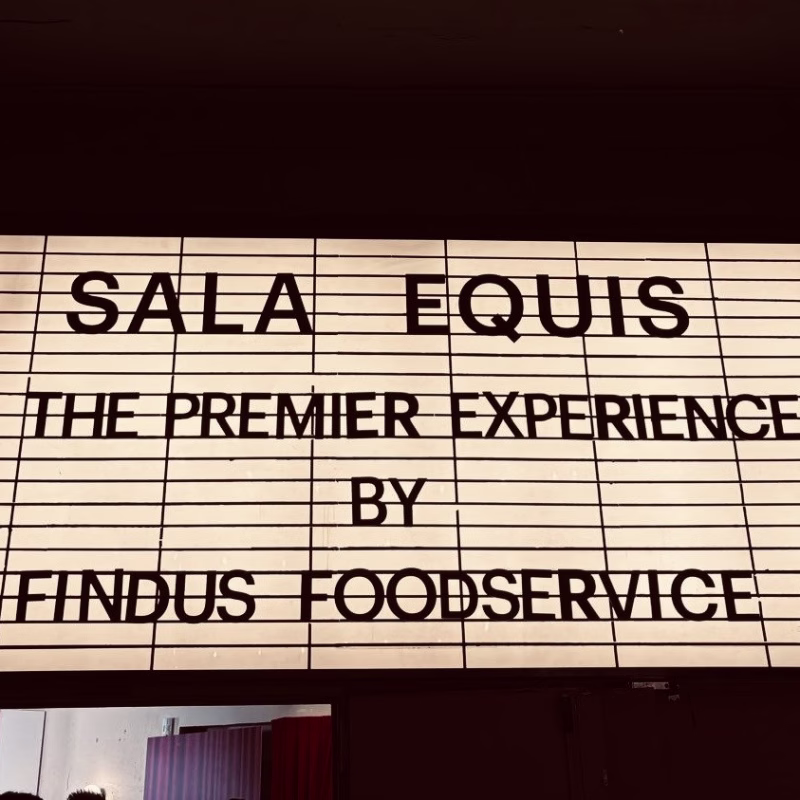 SALA EQUIS
THE PREMIER EXPERIENCE
BY
FINDUS FOODSERVICE